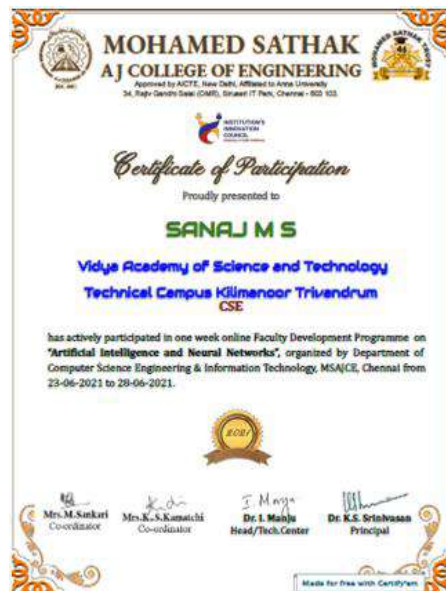 MOHAMED SATHAK
A J COLLEGE OF ENGINEERING
Approved by AICTE, New Delhi, Affiliated to Anna University
34, Rajiv Gandhi Salai (OMR), Siruseri IT Park, Chennai - 603 103.
INSTITUTION'S
INNOVATION
COUNCIL
Certificate of Participation
Proudly presented to
SANAJ M S
Vidya Academy of Science and Technology
Technical Campus Kilimanoor Trivandrum
CSE
has actively participated in one week online Faculty Development Programme on
"Artificial Intelligence and Neural Networks", organized by Department of
Computer Science Engineering & Information Technology, MSAJCE, Chennai from
23-06-2021 to 28-06-2021.
2021
I. Manju
Mrs.M.Sankari Mrs.K.S.Kamatchi Dr. I. Manju Dr. K.S. Srinivasan
Co-ordinator Co-ordinator Head/Tech.Center Principal
Made for free with Certify'em